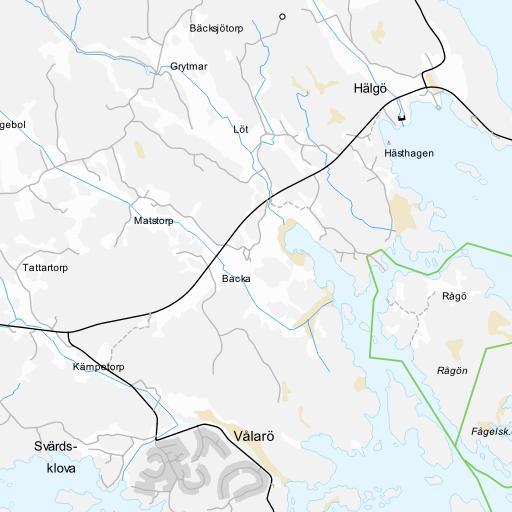 Bäcksjötorp
Grytmar
Hälgö
gebol
Löt
Hästhagen
Matstorp
Tattartorp
Backa
Rågö
Kämpetorp
Rågön
Svärds-
klova
Vålarö
Fågelsk.